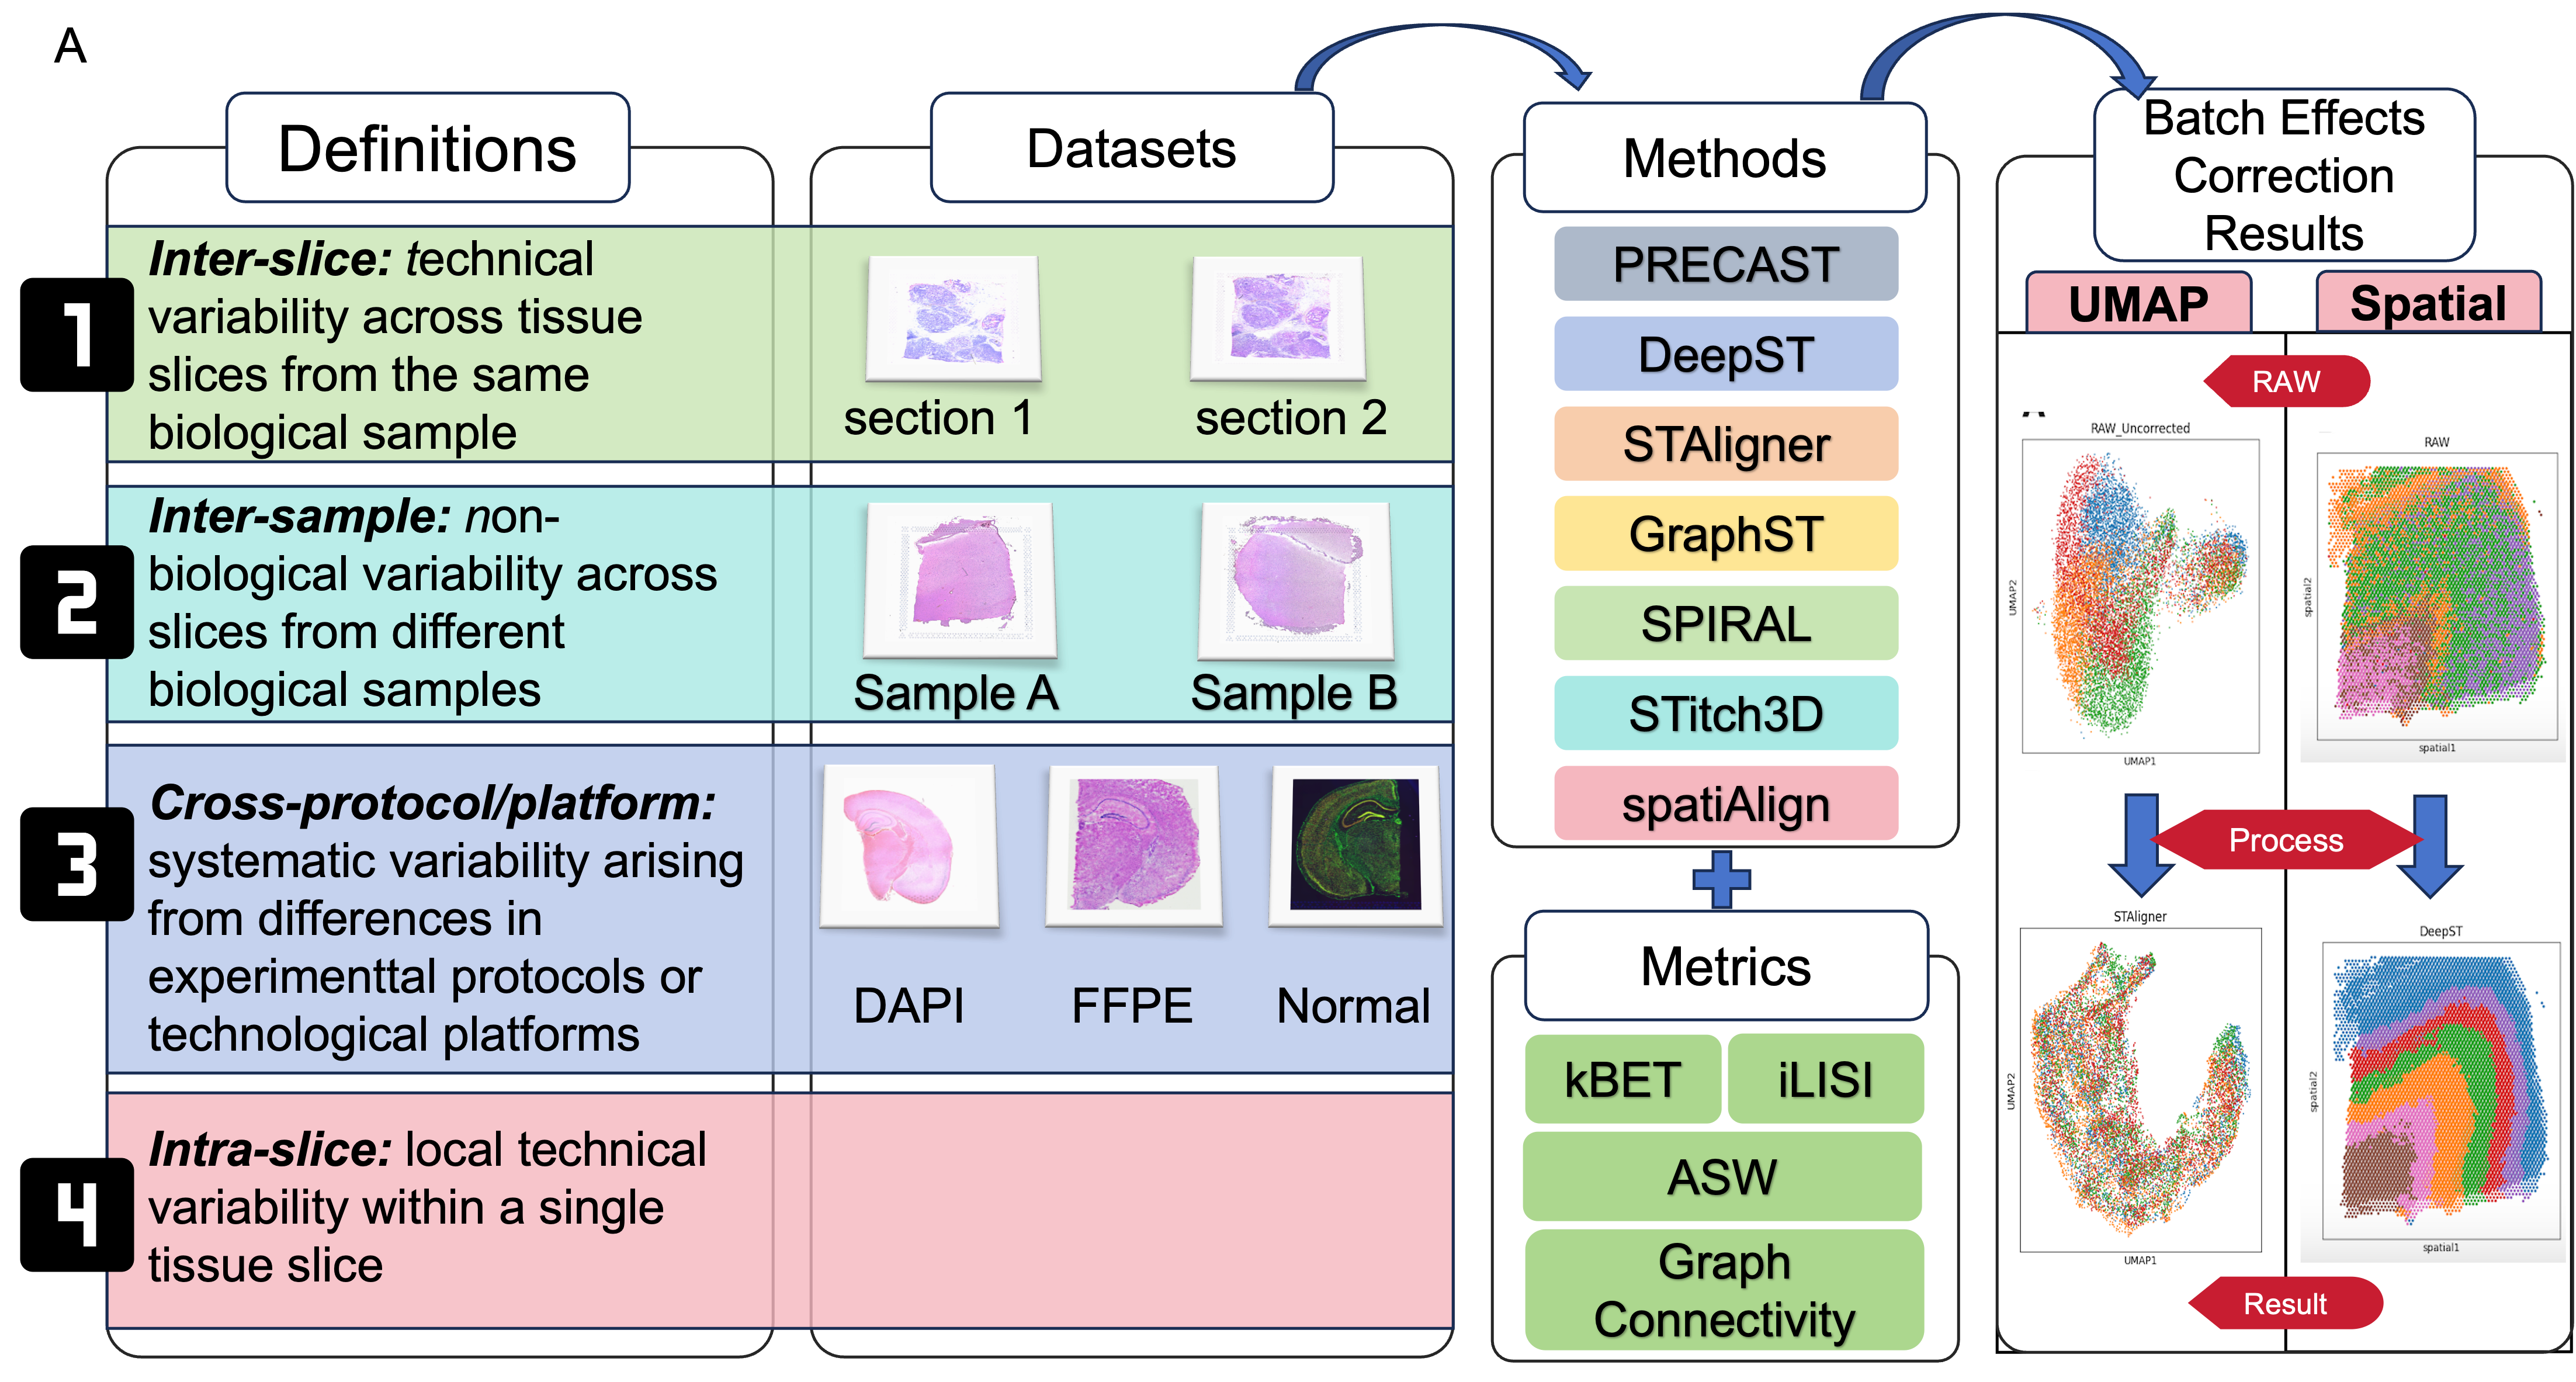 A
Definitions
1
Inter-slice: technical
variability across tissue
slices from the same
biological sample
2
Inter-sample: non-
biological variability across
slices from different
biological samples
3
Cross-protocol/platform:
systematic variability arising
from differences in
experimenttal protocols or
technological platforms
4
Intra-slice: local technical
variability within a single
tissue slice
Datasets
section 1
section 2
Sample A
Sample B
DAPI
FFPE
Normal
Methods
PRECAST
DeepST
STAligner
GraphST
SPIRAL
STitch3D
spatiAlign
Metrics
kBET
iLISI
ASW
Graph
Connectivity
Batch Effects
Correction
Results
UMAP
Spatial
RAW
RAW_Uncorrected
UMAP2
UMAP1
RAW
spatial2
spatial1
Process
STAligner
UMAP2
UMAP1
DeepST
spatial2
spatial1
Result